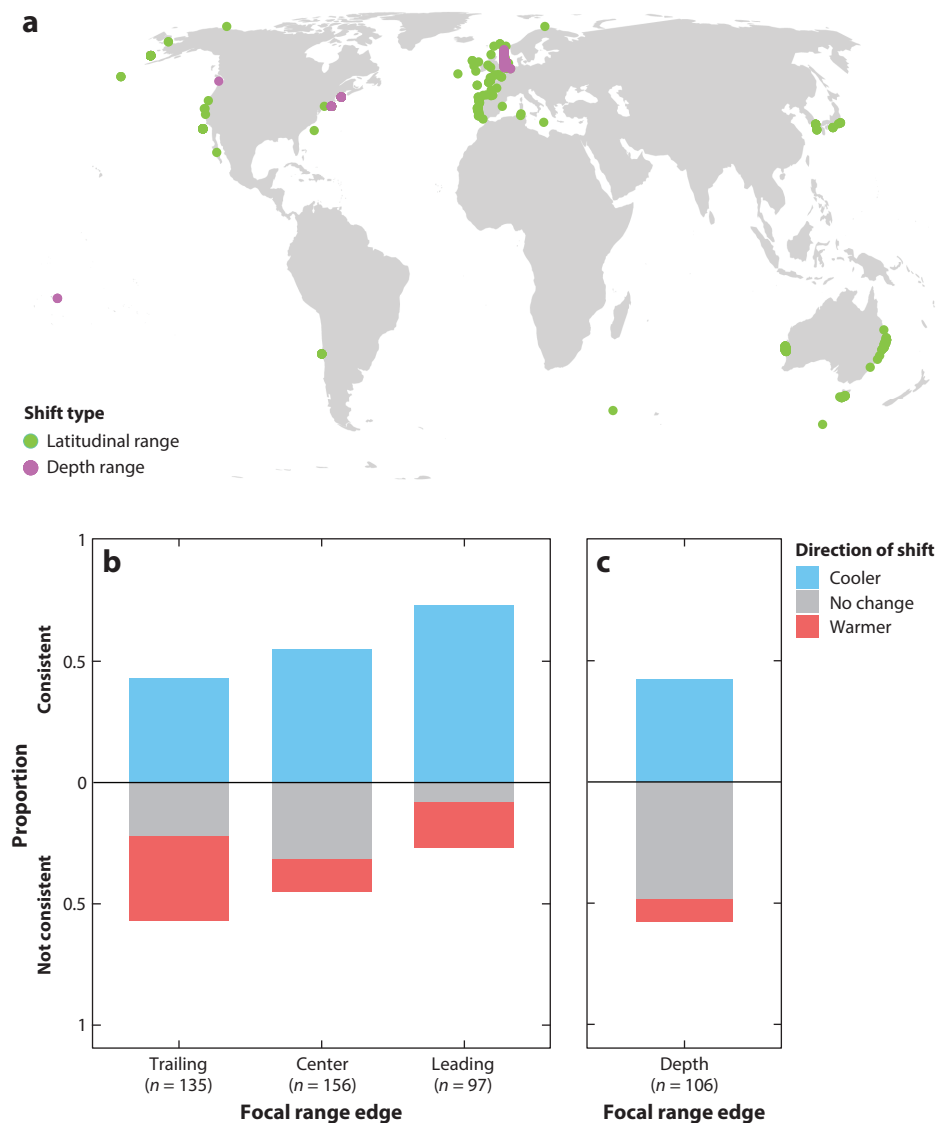 a
Shift type
Latitudinal range
Depth range
b
c
Direction of shift
Cooler
No change
Warmer
1
0.5
0
0.5
1
Consistent
Not consistent
Proportion
Trailing
(n = 135)
Center
(n = 156)
Leading
(n = 97)
Focal range edge
Depth
(n = 106)
Focal range edge